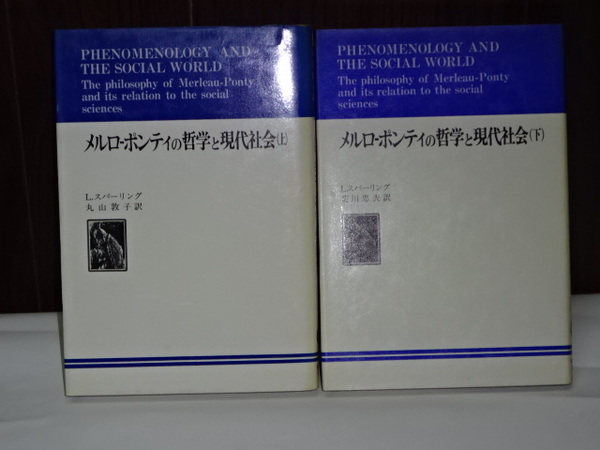 PHENOMENOLOGY AND
THE SOCIAL WORLD
The philosophy of Merleau-Ponty
and its relation to the social
sciences
メルロ-ポンティの哲学と現代社会(上)
L.スパーリング
丸山敦子訳
PHENOMENOLOGY AND
THE SOCIAL WORLD
The philosophy of Merleau-Ponty
and its relation to the social
sciences
メルロ-ポンティの哲学と現代社会(下)
L.スパーリング